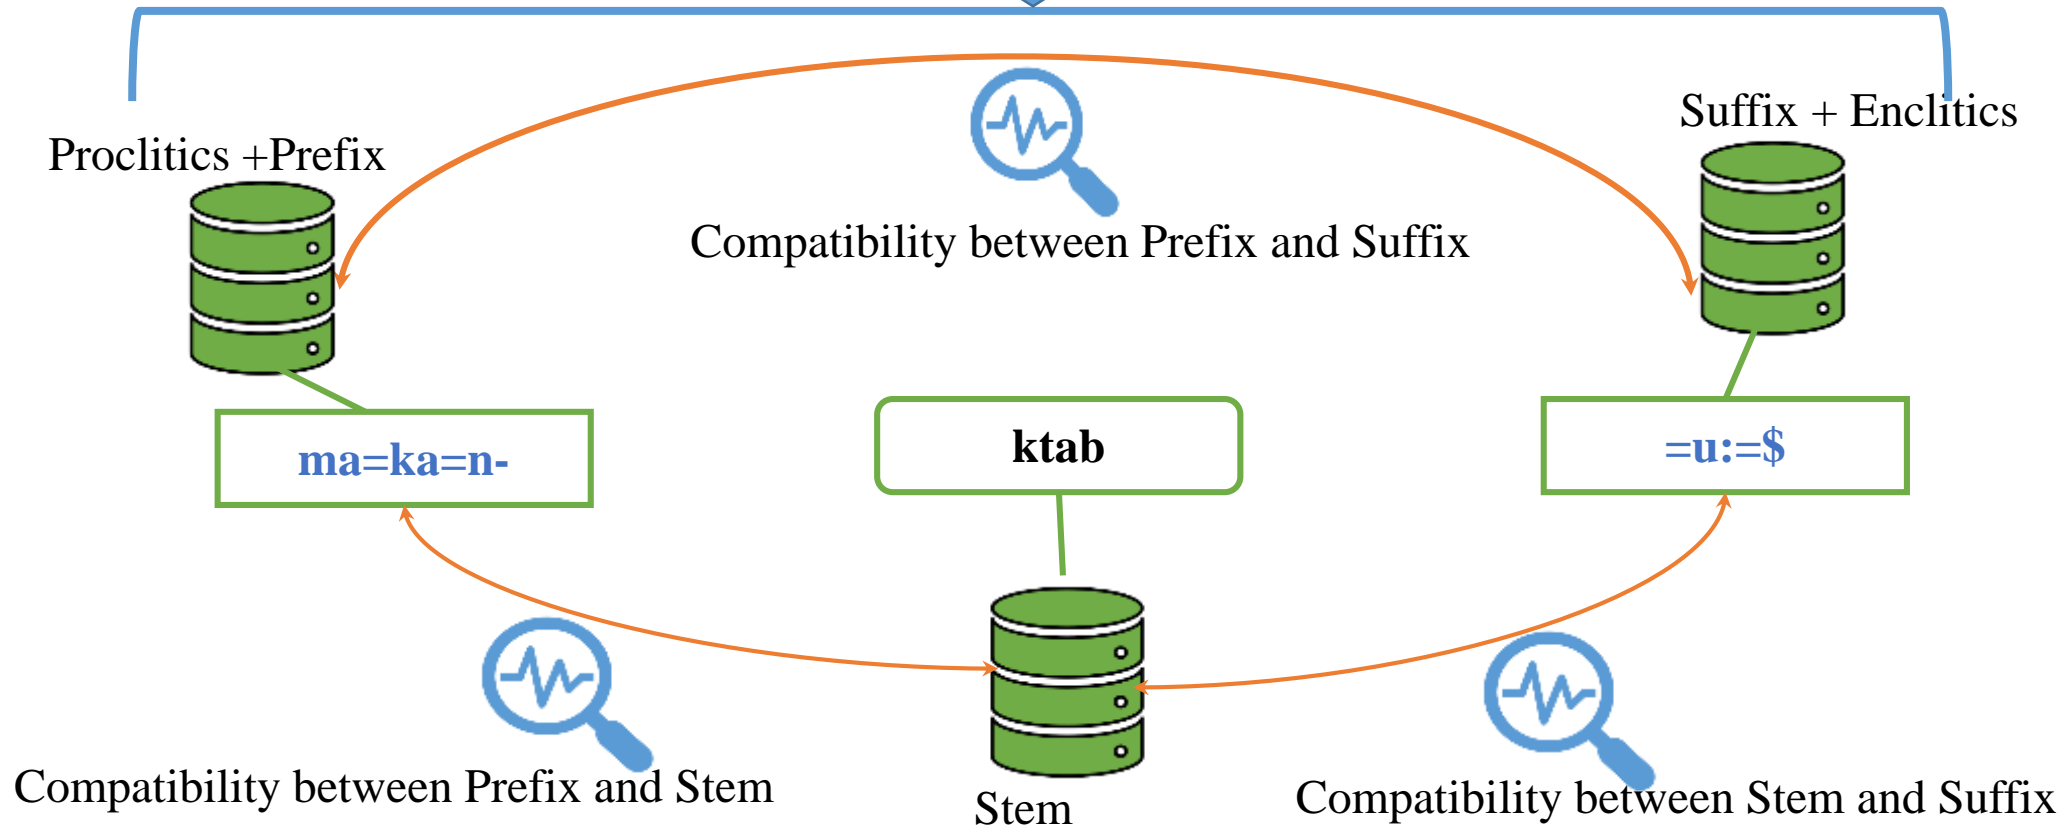 Suffix + Enclitics
Proclitics +Prefix
Compatibility between Prefix and Suffix
ma=ka=n-
ktab
=u:=$
Compatibility between Prefix and Stem
Stem
Compatibility between Stem and Suffix